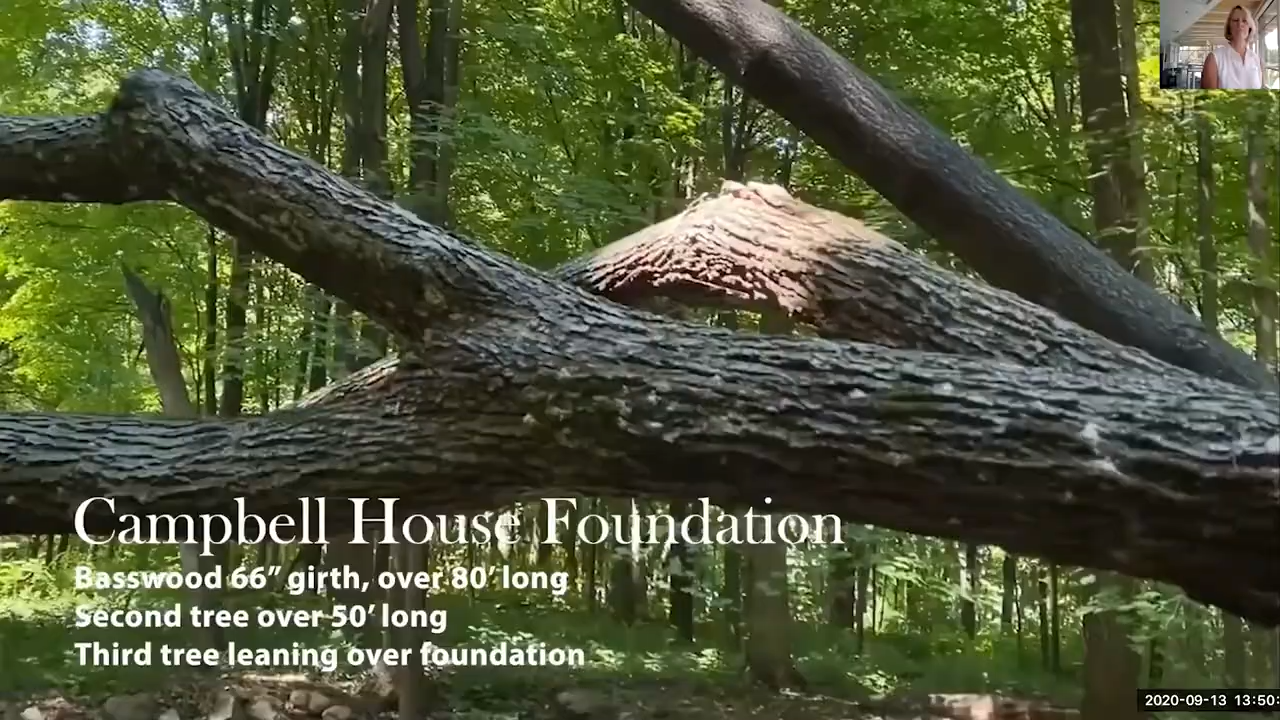 Campbell House Foundation
Basswood 66” girth, over 80’ long
Second tree over 50’ long
Third tree leaning over foundation
2020-09-13 13:50: